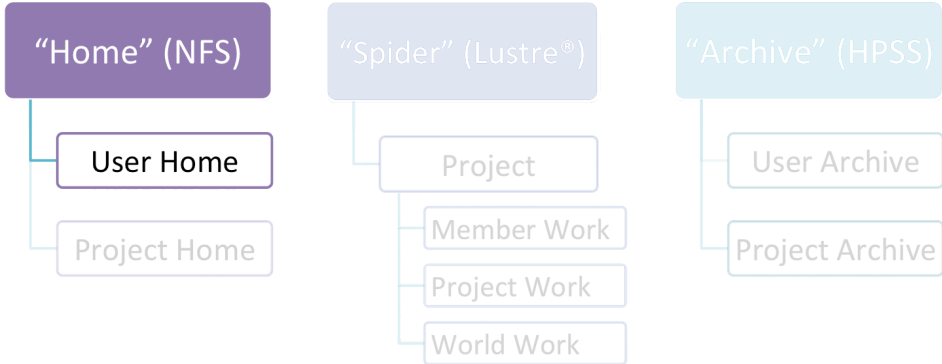 “Home” (NFS)
User Home
Project Home
“Spider” (Lustre®)
Project
Member Work
Project Work
World Work
“Archive” (HPSS)
User Archive
Project Archive